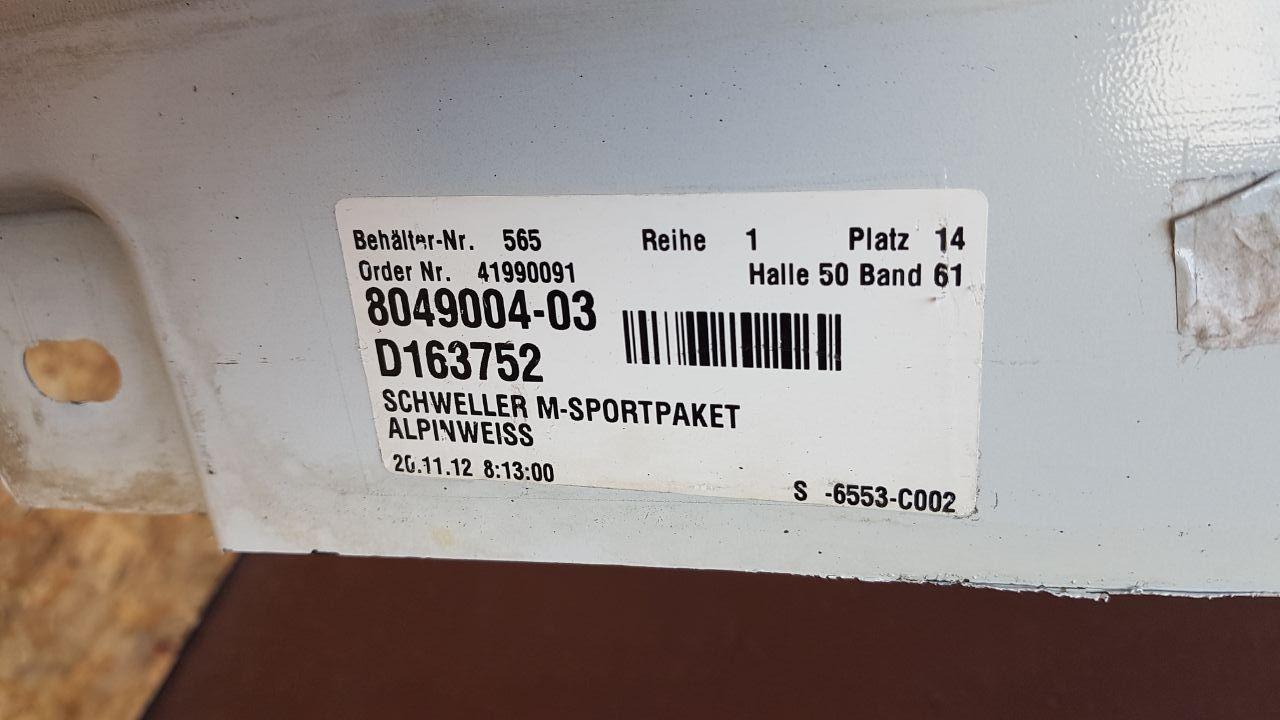 Behälter-Nr. 565 Reihe 1 Platz 14
Order Nr. 41990091 Halle 50 Band 61
8049004-03
D163752
SCHWELLER M-SPORTPAKET
ALPINWEISS
20.11.12 8:13:00
S -6553-C002